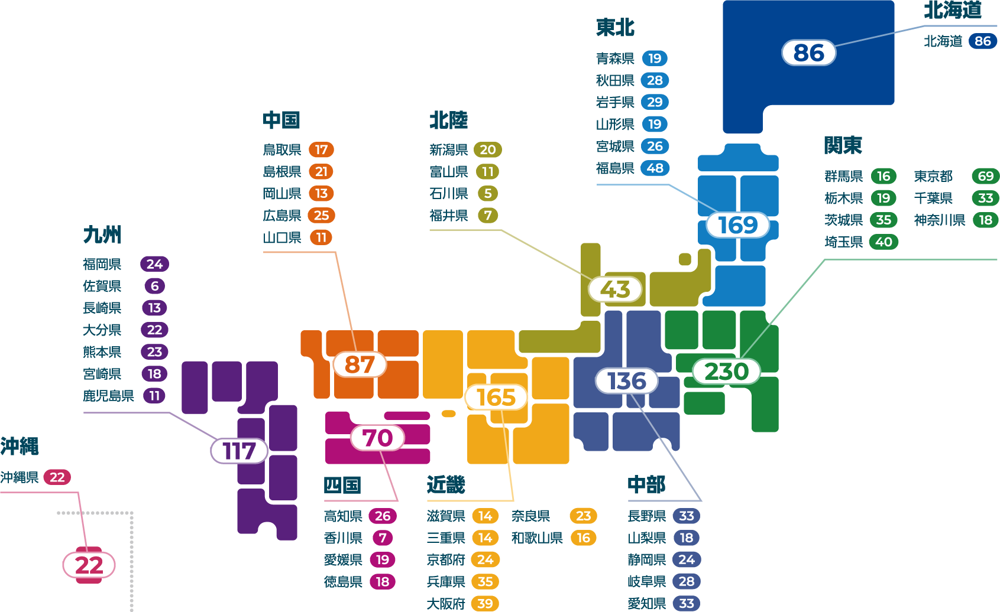 北海道
北海道 86
86
東北
青森県 19
秋田県 28
岩手県 29
山形県 19
宮城県 26
福島県 48
169
関東
群馬県 16 東京都 69
栃木県 19 千葉県 33
茨城県 35 神奈川県 18
埼玉県 40
230
北陸
新潟県 20
富山県 11
石川県 5
福井県 7
43
中国
鳥取県 17
島根県 21
岡山県 13
広島県 25
山口県 11
87
九州
福岡県 24
佐賀県 6
長崎県 13
大分県 22
熊本県 23
宮崎県 18
鹿児島県 11
117
沖縄
沖縄県 22
22
四国
高知県 26
香川県 7
愛媛県 19
徳島県 18
70
近畿
滋賀県 14 奈良県 23
三重県 14 和歌山県 16
京都府 24
兵庫県 35
大阪府 39
165
中部
長野県 33
山梨県 18
静岡県 24
岐阜県 28
愛知県 33
136